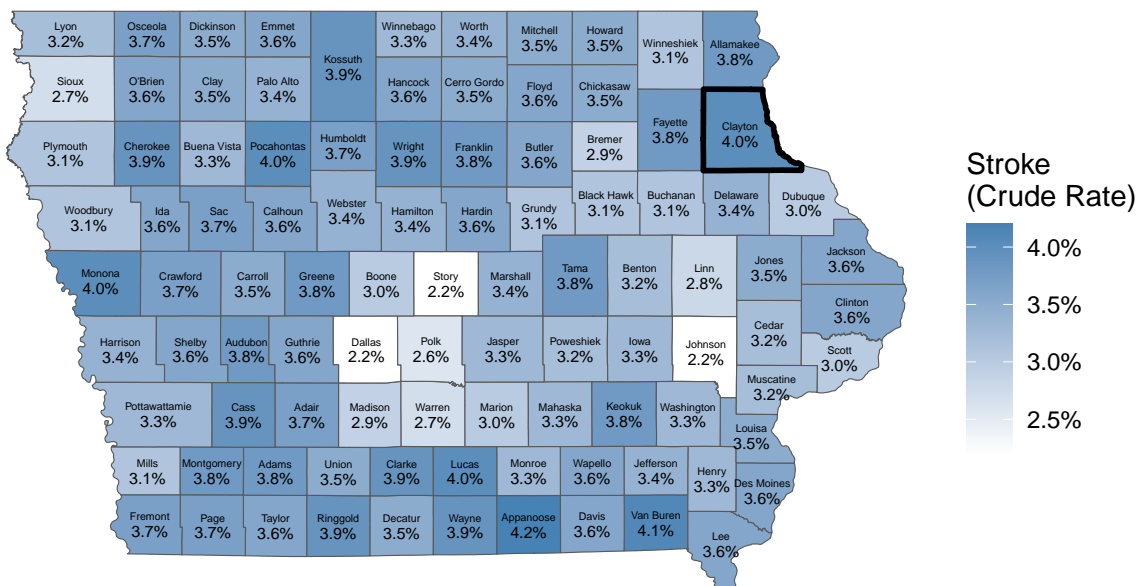 Lyon
3.2%
Osceola
3.7%
Dickinson
3.5%
Emmet
3.6%
Kossuth
3.9%
Winnebago
3.3%
Worth
3.4%
Mitchell
3.5%
Howard
3.5%
Winneshiek
3.1%
Allamakee
3.8%
Sioux
2.7%
O'Brien
3.6%
Clay
3.5%
Palo Alto
3.4%
Hancock
3.6%
Cerro Gordo
3.5%
Floyd
3.6%
Chickasaw
3.5%
Fayette
3.8%
Clayton
4.0%
Plymouth
3.1%
Cherokee
3.9%
Buena Vista
3.3%
Pocahontas
4.0%
Humboldt
3.7%
Wright
3.9%
Franklin
3.8%
Butler
3.6%
Bremer
2.9%
Woodbury
3.1%
Ida
3.6%
Sac
3.7%
Calhoun
3.6%
Webster
3.4%
Hamilton
3.4%
Hardin
3.6%
Grundy
3.1%
Black Hawk
3.1%
Buchanan
3.1%
Delaware
3.4%
Dubuque
3.0%
Monona
4.0%
Crawford
3.7%
Carroll
3.5%
Greene
3.8%
Boone
3.0%
Story
2.2%
Marshall
3.4%
Tama
3.8%
Benton
3.2%
Linn
2.8%
Jones
3.5%
Jackson
3.6%
Clinton
3.6%
Harrison
3.4%
Shelby
3.6%
Audubon
3.8%
Guthrie
3.6%
Dallas
2.2%
Polk
2.6%
Jasper
3.3%
Poweshiek
3.2%
Iowa
3.3%
Johnson
2.2%
Cedar
3.2%
Scott
3.0%
Muscatine
3.2%
Pottawattamie
3.3%
Cass
3.9%
Adair
3.7%
Madison
2.9%
Warren
2.7%
Marion
3.0%
Mahaska
3.3%
Keokuk
3.8%
Washington
3.3%
Louisa
3.5%
Mills
3.1%
Montgomery
3.8%
Adams
3.8%
Union
3.5%
Clarke
3.9%
Lucas
4.0%
Monroe
3.3%
Wapello
3.6%
Jefferson
3.4%
Henry
3.3%
Des Moines
3.6%
Fremont
3.7%
Page
3.7%
Taylor
3.6%
Ringgold
3.9%
Decatur
3.5%
Wayne
3.9%
Appanoose
4.2%
Davis
3.6%
Van Buren
4.1%
Lee
3.6%
Stroke
(Crude Rate)
4.0%
3.5%
3.0%
2.5%